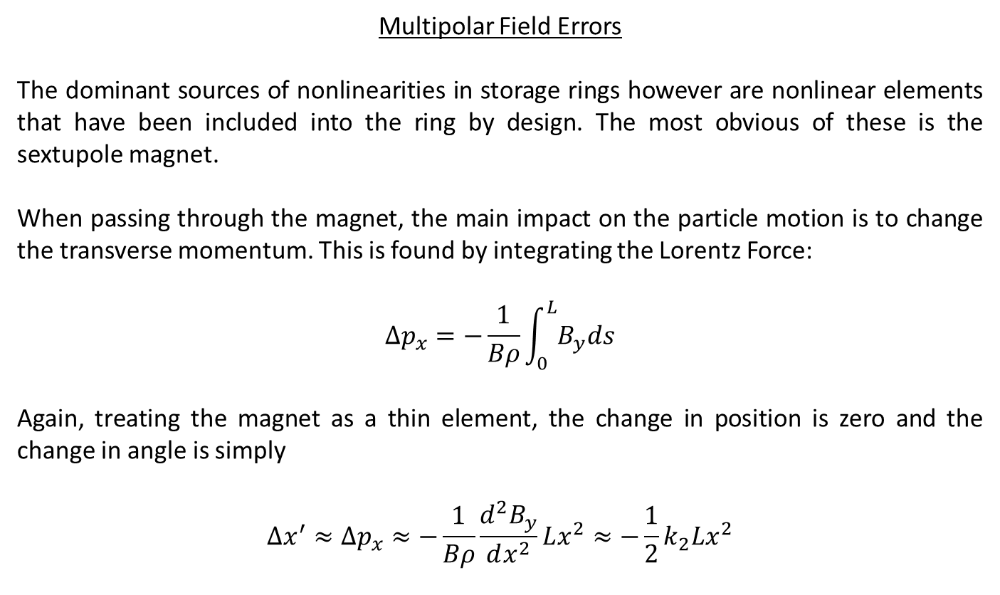 Multipolar Field Errors
The dominant sources of nonlinearities in storage rings however are nonlinear elements
that have been included into the ring by design. The most obvious of these is the
sextupole magnet.
When passing through the magnet, the main impact on the particle motion is to change
the transverse momentum. This is found by integrating the Lorentz Force:
$\Delta p_x = -\frac{1}{B\rho} \int_0^L B_y ds$
Again, treating the magnet as a thin element, the change in position is zero and the
change in angle is simply
$\Delta x' \approx \Delta p_x \approx -\frac{1}{B\rho} \frac{d^2 B_y}{dx^2} Lx^2 \approx -\frac{1}{2} k_2 Lx^2$